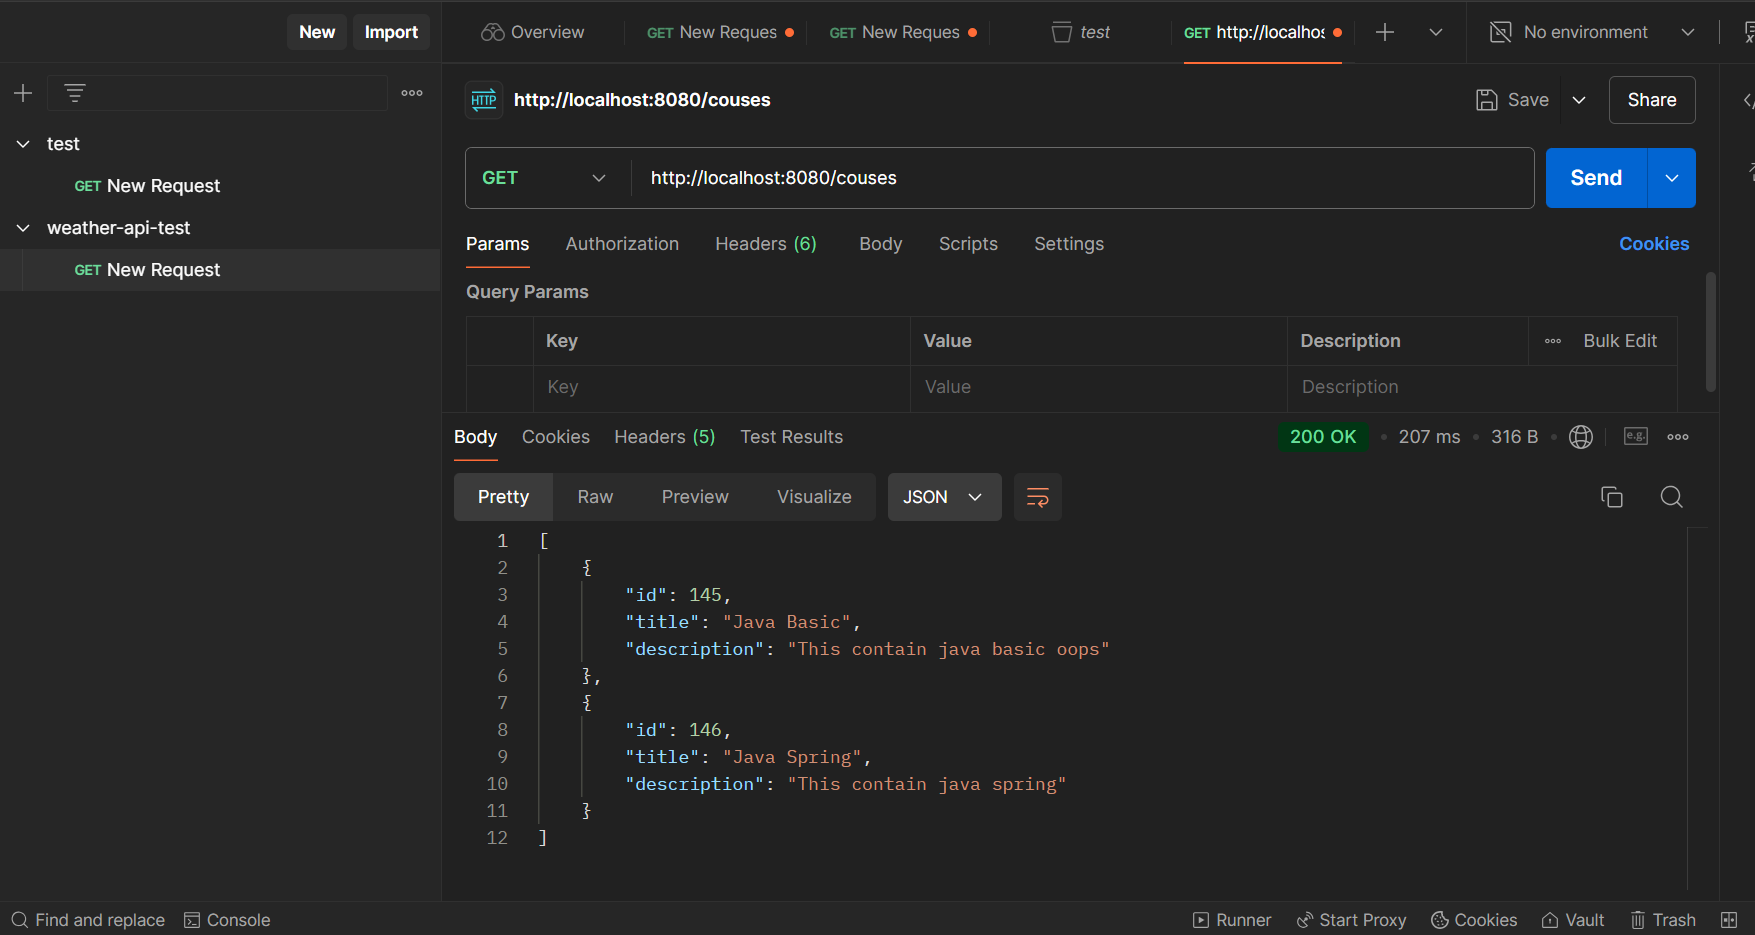 New Import
Overview GET New Reques GET New Reques test GET http://localhos No environment
HTTP http://localhost:8080/couses Save Share
test
GET New Request
weather-api-test
GET New Request
GET http://localhost:8080/couses Send
Params Authorization Headers (6) Body Scripts Settings Cookies
Query Params
Key Value Description Bulk Edit
Key Value Description
Body Cookies Headers (5) Test Results 200 OK 207 ms 316 B e.g.
Pretty Raw Preview Visualize JSON
1 [
2 {
3 "id": 145,
4 "title": "Java Basic",
5 "description": "This contain java basic oops"
6 },
7 {
8 "id": 146,
9 "title": "Java Spring",
10 "description": "This contain java spring"
11 }
12 ]
Find and replace Console Runner Start Proxy Cookies Vault Trash